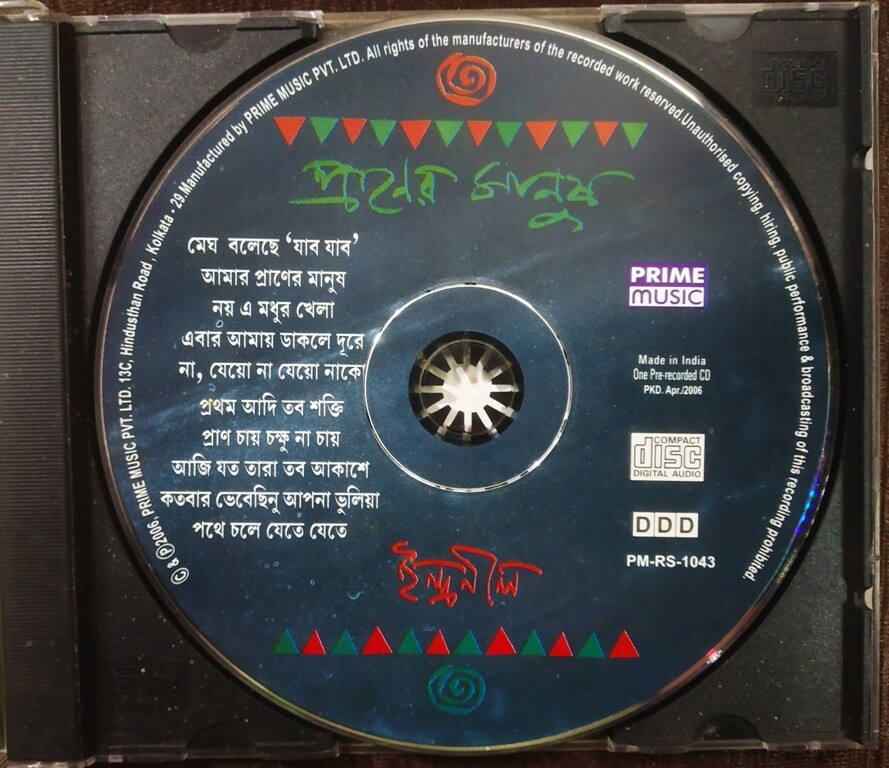 © & ℗2006, PRIME MUSIC PVT. LTD. 13C, Hindusthan Road, Kolkata - 29.Manufactured by PRIME MUSIC PVT. LTD. All rights of the manufacturers of the recorded work reserved.Unauthorised copying, hiring, public performance & broadcasting of this recording prohibited.
প্রাণের মানুষ
মেঘ বলেছে ‘যাব যাব’
আমার প্রাণের মানুষ
নয় এ মধুর খেলা
এবার আমায় ডাকলে দূরে
না, যেয়ো না যেয়ো নাকো
প্রথম আদি তব শক্তি
প্রাণ চায় চক্ষু না চায়
আজি যত তারা তব আকাশে
কতবার ভেবেছিনু আপনা ভুলিয়া
পথে চলে যেতে যেতে
PRIME
MUSIC
Made in India
One Pre-recorded CD
PKD. Apr./2006
COMPACT
disc
DIGITAL AUDIO
DDD
PM-RS-1043
ইন্দ্রনীল
disc